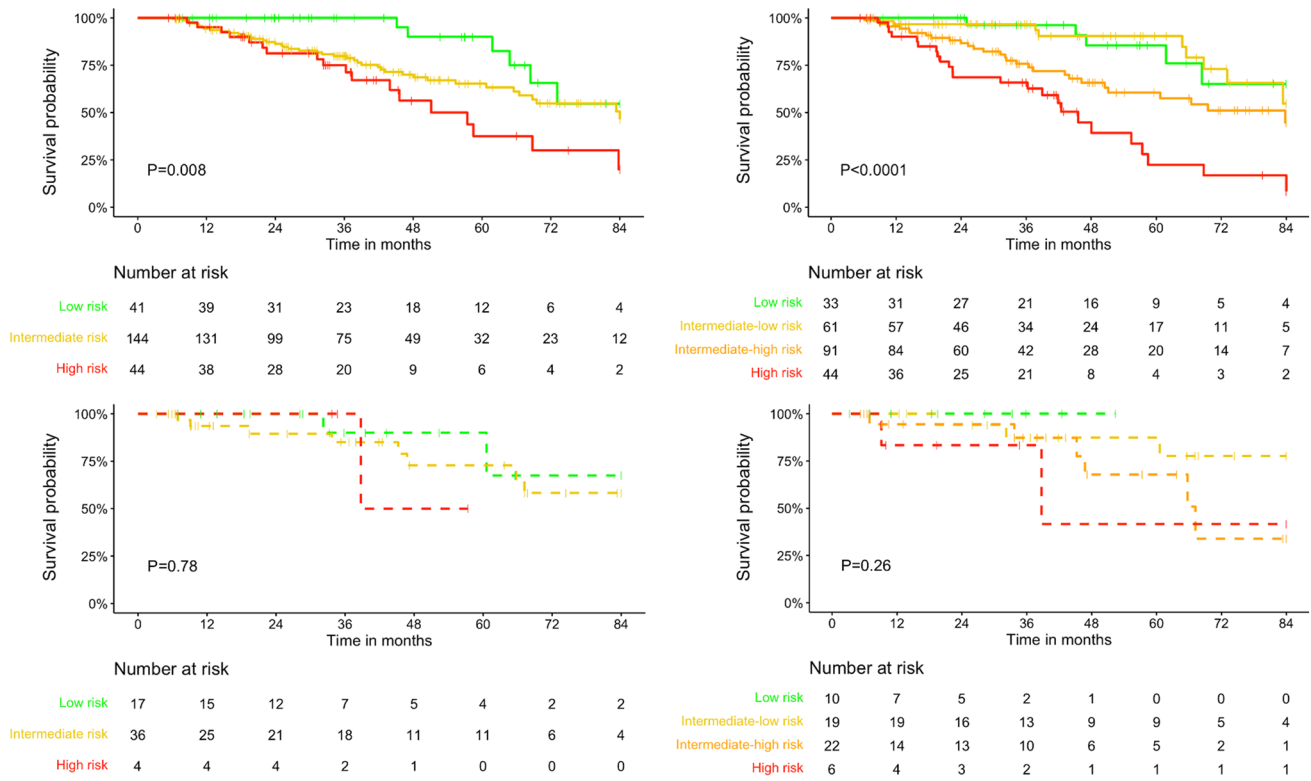 100%
75%
50%
25%
0%
Survival probability
P=0.008
0 12 24 36 48 60 72 84
Time in months
Number at risk
Low risk 41 39 31 23 18 12 6 4
Intermediate risk 144 131 99 75 49 32 23 12
High risk 44 38 28 20 9 6 4 2
100%
75%
50%
25%
0%
Survival probability
P<0.0001
0 12 24 36 48 60 72 84
Time in months
Number at risk
Low risk 33 31 27 21 16 9 5 4
Intermediate-low risk 61 57 46 34 24 17 11 5
Intermediate-high risk 91 84 60 42 28 20 14 7
High risk 44 36 25 21 8 4 3 2
100%
75%
50%
25%
0%
Survival probability
P=0.78
0 12 24 36 48 60 72 84
Time in months
Number at risk
Low risk 17 15 12 7 5 4 2 2
Intermediate risk 36 25 21 18 11 11 6 4
High risk 4 4 4 2 1 0 0 0
100%
75%
50%
25%
0%
Survival probability
P=0.26
0 12 24 36 48 60 72 84
Time in months
Number at risk
Low risk 10 7 5 2 1 0 0 0
Intermediate-low risk 19 19 16 13 9 9 5 4
Intermediate-high risk 22 14 13 10 6 5 2 1
High risk 6 4 3 2 1 1 1 1